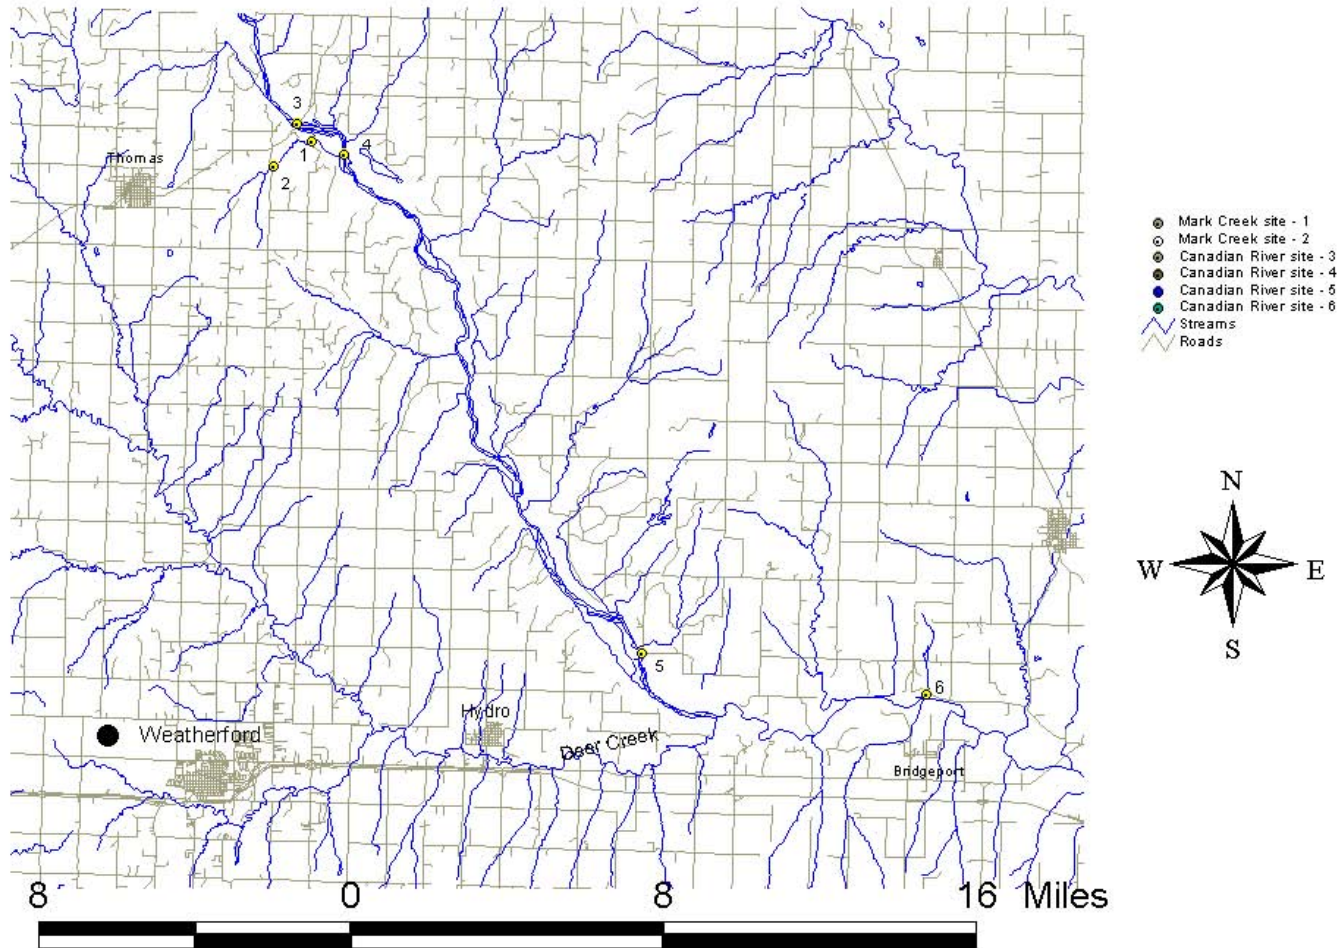 3
4
Thomas
1
2
Mark Creek site - 1
Mark Creek site - 2
Canadian River site - 3
Canadian River site - 4
Canadian River site - 5
Canadian River site - 6
Streams
Roads
N
W E
S
5
6
Hydro
Weatherford
Deer Creek
Bridgeport
8 0 8 16 Miles